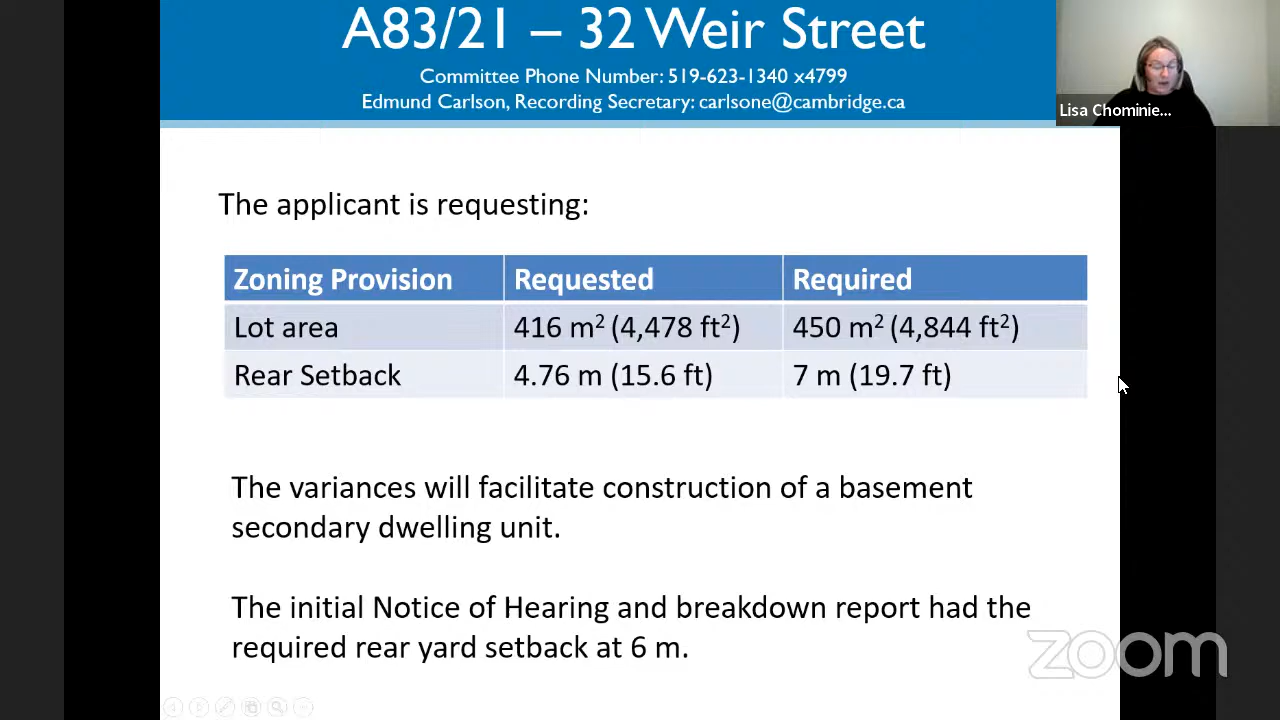 A83/21 – 32 Weir Street
Committee Phone Number: 519-623-1340 x4799
Edmund Carlson, Recording Secretary: carlsone@cambridge.ca
Lisa Chominie...
The applicant is requesting:
Zoning Provision Requested Required
Lot area 416 m² (4,478 ft²) 450 m² (4,844 ft²)
Rear Setback 4.76 m (15.6 ft) 7 m (19.7 ft)
The variances will facilitate construction of a basement
secondary dwelling unit.
The initial Notice of Hearing and breakdown report had the
required rear yard setback at 6 m.
zoom